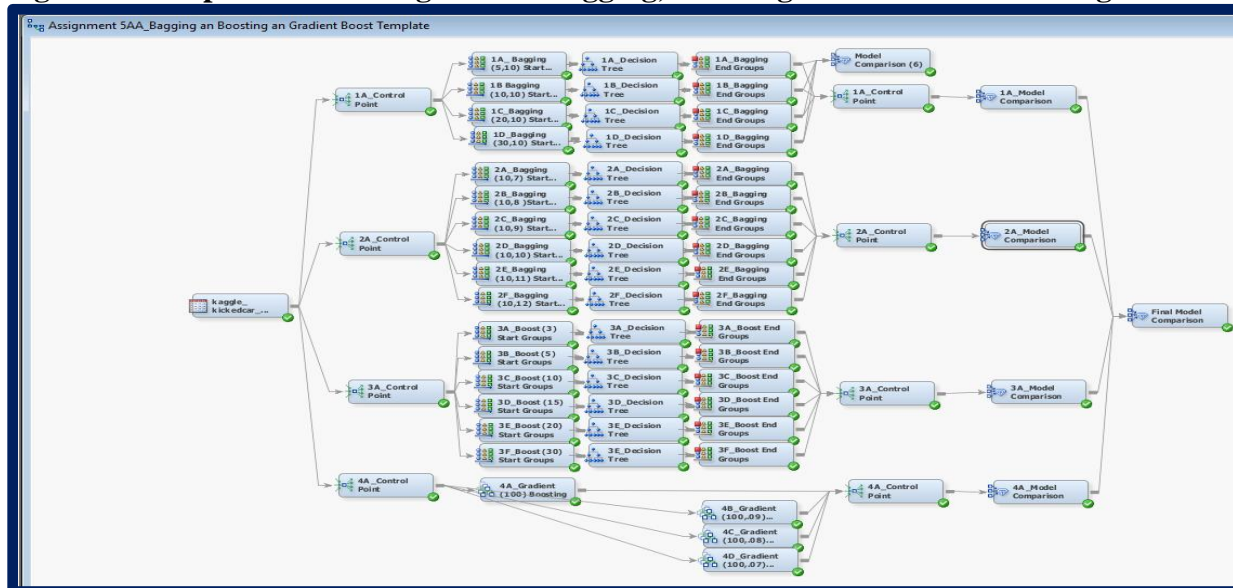 Assignment 5AA_Bagging an Boosting an Gradient Boost Template
1A_ Bagging
(5,10) Start...
1A_Decision
Tree
1A_Bagging
End Groups
Model
Comparison (6)
1B Bagging
(10,10) Start...
1B_Decision
Tree
1B_Bagging
End Groups
1A_Control
Point
1A_Control
Point
1A_Model
Comparison
1C_Bagging
(20,10) Start...
1C_Decision
Tree
1C_Bagging
End Groups
1D_Bagging
(30,10) Start...
1D_Decision
Tree
1D_Bagging
End Groups
2A_Bagging
(10,7) Start...
2A_Decision
Tree
2A_Bagging
End Groups
2B_Bagging
(10,8 )Start...
2B_Decision
Tree
2B_Bagging
End Groups
2C_Bagging
(10,9) Start...
2C_Decision
Tree
2C_Bagging
End Groups
2A_Control
Point
2A_Control
Point
2A_Model
Comparison
2D_Bagging
(10,10) Start...
2D_Decision
Tree
2D_Bagging
End Groups
2E_Bagging
(10,11) Start...
2E_Decision
Tree
2E_Bagging
End Groups
2F_Bagging
(10,12) Start...
2F_Decision
Tree
2F_Bagging
End Groups
kaggle_
kickedcar_...
Final Model
Comparison
3A_Boost (3)
Start Groups
3A_Decision
Tree
3A_Boost End
Groups
3B_Boost (5)
Start Groups
3B_Decision
Tree
3B_Boost End
Groups
3C_Boost (10)
Start Groups
3C_Decision
Tree
3C_Boost End
Groups
3A_Control
Point
3A_Control
Point
3A_Model
Comparison
3D_Boost (15)
Start Groups
3D_Decision
Tree
3D_Boost End
Groups
3E_Boost (20)
Start Groups
3E_Decision
Tree
3E_Boost End
Groups
3F_Boost (30)
Start Groups
3E_Decision
Tree
3F_Boost End
Groups
4A_Control
Point
4A_Gradient
(100) Boosting
4A_Control
Point
4A_Model
Comparison
4B_Gradient
(100,.09)...
4C_Gradient
(100,.08)...
4D_Gradient
(100,.07)...